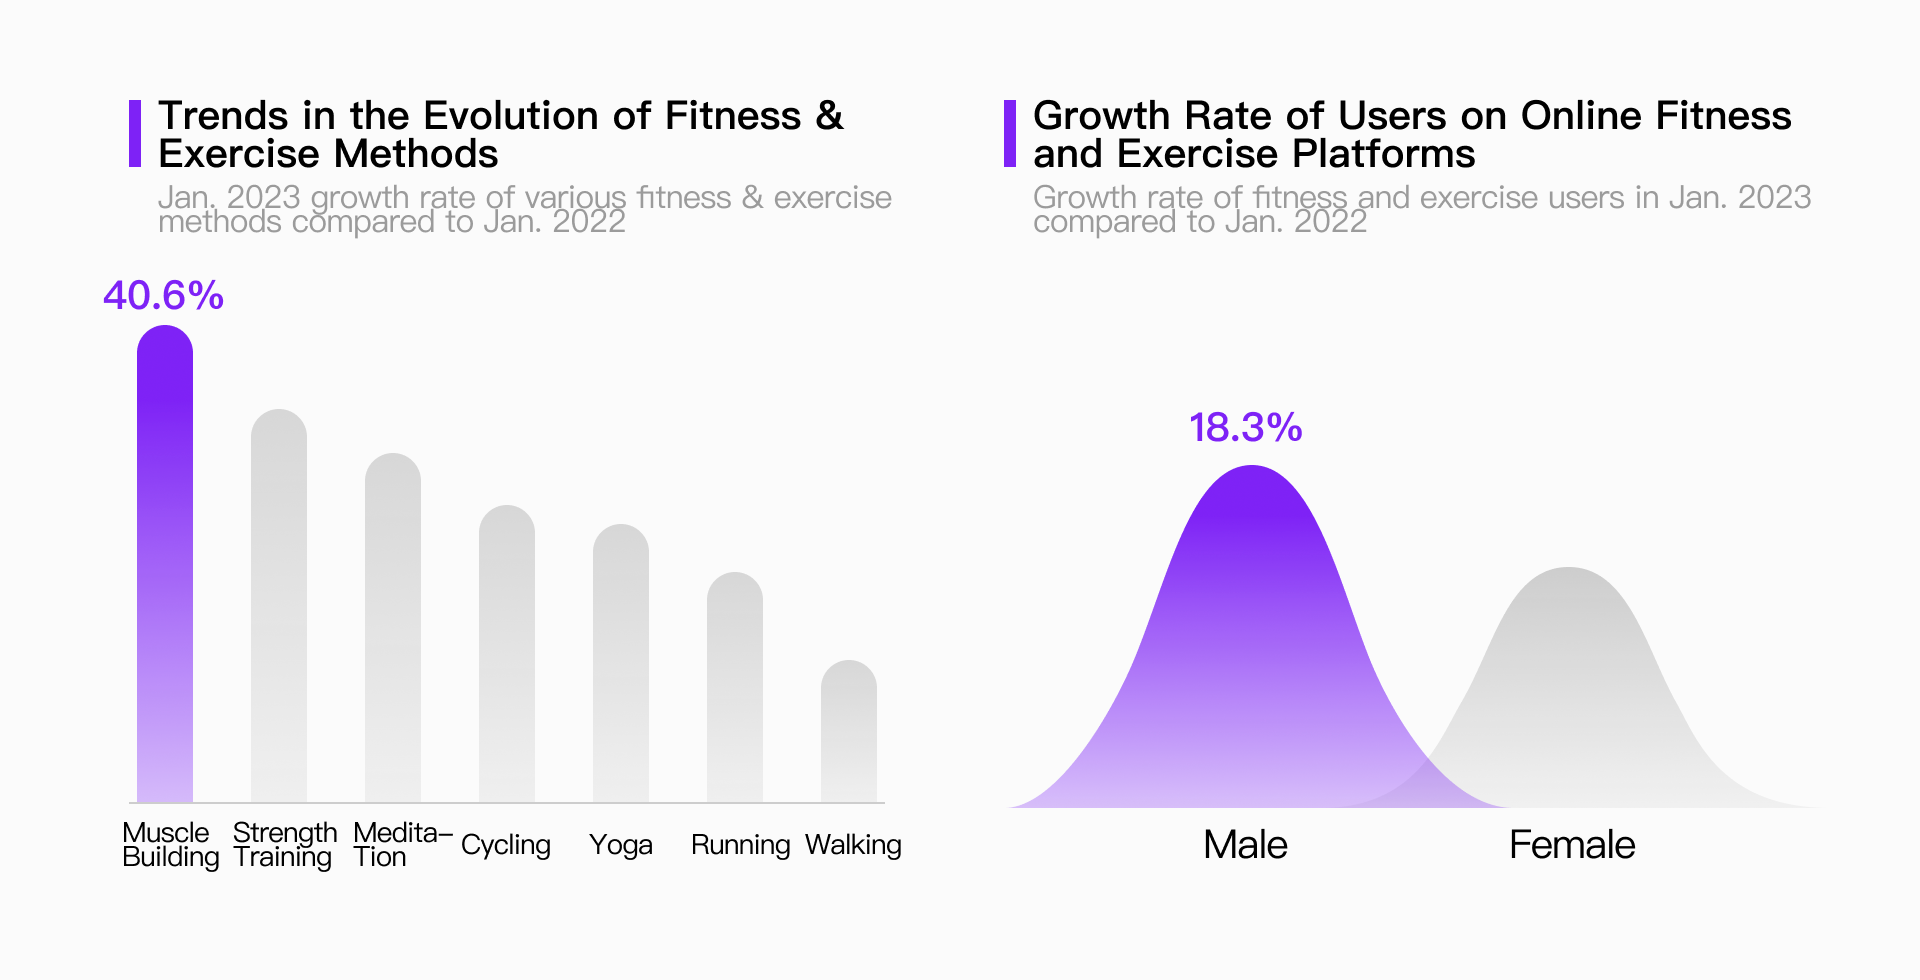 Trends in the Evolution of Fitness &
Exercise Methods
Jan. 2023 growth rate of various fitness & exercise
methods compared to Jan. 2022
40.6%
Muscle
Building
Strength
Training
Medita–
Tion
Cycling
Yoga
Running
Walking
Growth Rate of Users on Online Fitness
and Exercise Platforms
Growth rate of fitness and exercise users in Jan. 2023
compared to Jan. 2022
18.3%
Male
Female